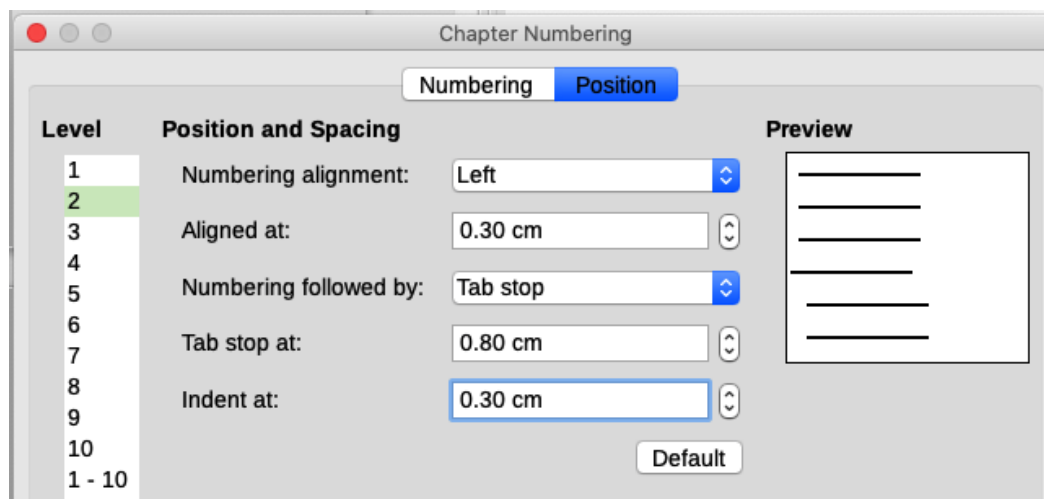 Chapter Numbering
Numbering Position
Level Position and Spacing Preview
1
2
3
4
5
6
7
8
9
10
1 - 10
Numbering alignment: Left
Aligned at: 0.30 cm
Numbering followed by: Tab stop
Tab stop at: 0.80 cm
Indent at: 0.30 cm
Default